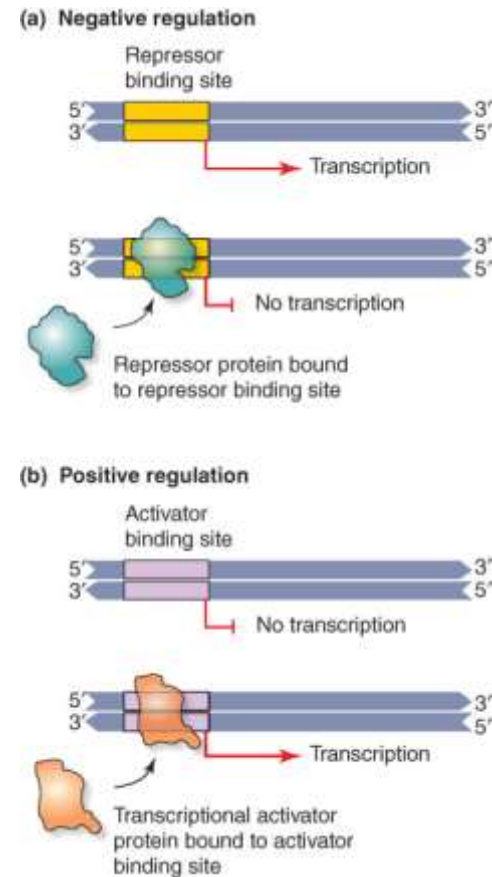 (a) Negative regulation
Repressor
binding site
5′ 3′
3′ 5′
Transcription
5′ 3′
3′ 5′
No transcription
Repressor protein bound
to repressor binding site
(b) Positive regulation
Activator
binding site
5′ 3′
3′ 5′
No transcription
5′ 3′
3′ 5′
Transcription
Transcriptional activator
protein bound to activator
binding site